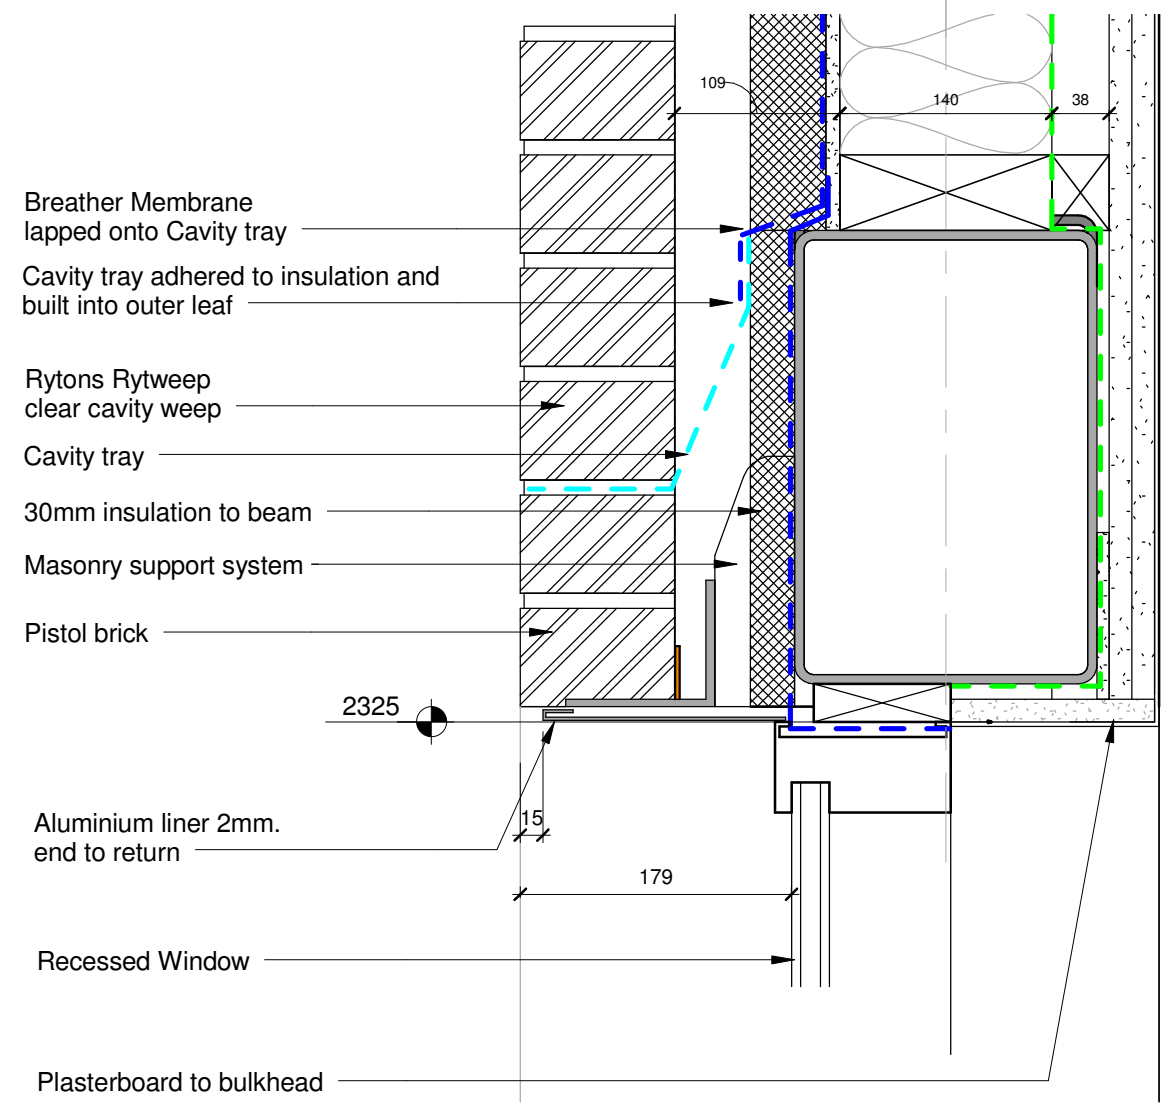 109
140
38
Breather Membrane
lapped onto Cavity tray
Cavity tray adhered to insulation and
built into outer leaf
Rytons Rytweep
clear cavity weep
Cavity tray
30mm insulation to beam
Masonry support system
Pistol brick
2325
Aluminium liner 2mm.
end to return
15
179
Recessed Window
Plasterboard to bulkhead